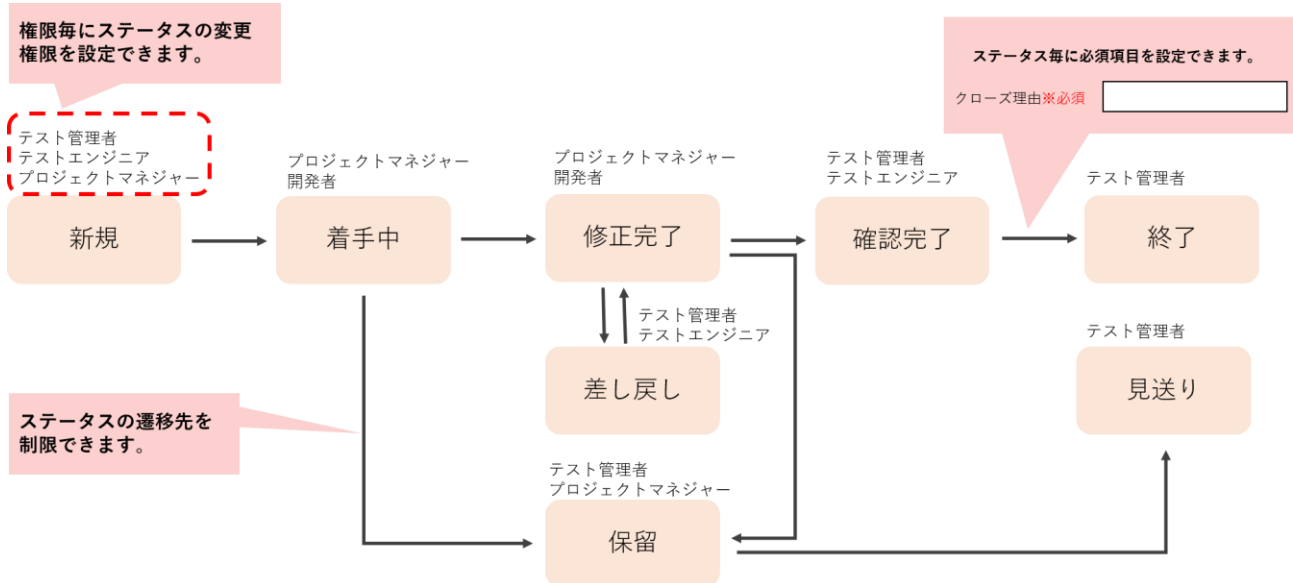 権限毎にステータスの変更
権限を設定できます。
ステータス毎に必須項目を設定できます。
クローズ理由※必須
テスト管理者
テストエンジニア
プロジェクトマネジャー
新規
プロジェクトマネジャー
開発者
着手中
プロジェクトマネジャー
開発者
修正完了
テスト管理者
テストエンジニア
確認完了
テスト管理者
終了
テスト管理者
テストエンジニア
差し戻し
テスト管理者
見送り
ステータスの遷移先を
制限できます。
テスト管理者
プロジェクトマネジャー
保留